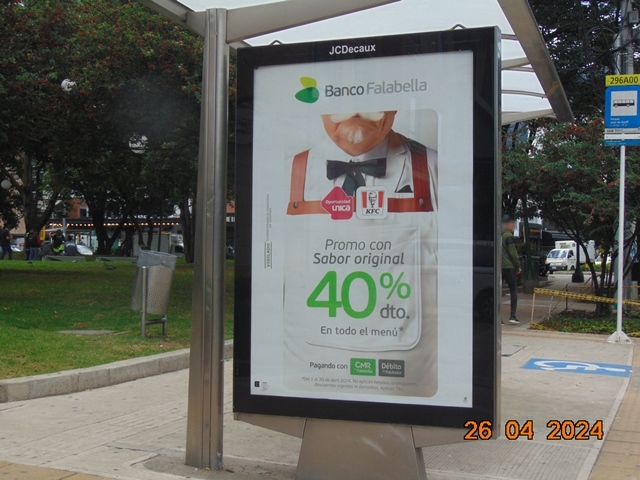 JCDecaux
Banco Falabella
Oportunidad
única
KFC
Promo con
Sabor original
40%
dto.
En todo el menú*
Pagando con CMR Débito
296A00
26 04 2024